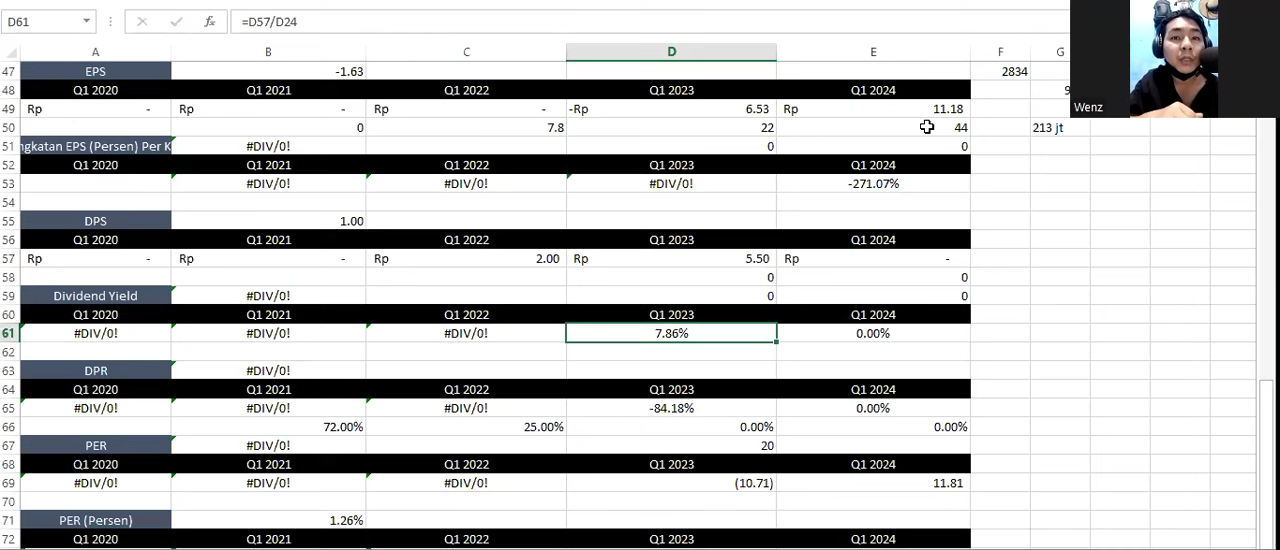 D61 fx =D57/D24
A B C D E F G
47 EPS -1.63 2834
48 Q1 2020 Q1 2021 Q1 2022 Q1 2023 Q1 2024 9
49 Rp - Rp - Rp - -Rp 6.53 Rp 11.18
50 0 7.8 22 44 213 jt
51 ngkatan EPS (Persen) Per K #DIV/0! 0 0
52 Q1 2020 Q1 2021 Q1 2022 Q1 2023 Q1 2024
53 #DIV/0! #DIV/0! #DIV/0! -271.07%
54
55 DPS 1.00
56 Q1 2020 Q1 2021 Q1 2022 Q1 2023 Q1 2024
57 Rp - Rp - Rp 2.00 Rp 5.50 Rp -
58 0 0
59 Dividend Yield #DIV/0! 0 0
60 Q1 2020 Q1 2021 Q1 2022 Q1 2023 Q1 2024
61 #DIV/0! #DIV/0! #DIV/0! 7.86% 0.00%
62
63 DPR #DIV/0!
64 Q1 2020 Q1 2021 Q1 2022 Q1 2023 Q1 2024
65 #DIV/0! #DIV/0! #DIV/0! -84.18% 0.00%
66 72.00% 25.00% 0.00% 0.00%
67 PER #DIV/0! 20
68 Q1 2020 Q1 2021 Q1 2022 Q1 2023 Q1 2024
69 #DIV/0! #DIV/0! #DIV/0! (10.71) 11.81
70
71 PER (Persen) 1.26%
72 Q1 2020 Q1 2021 Q1 2022 Q1 2023 Q1 2024
Wenz